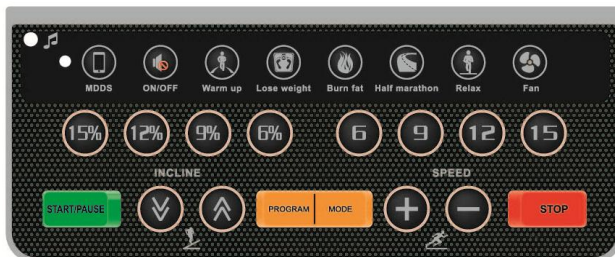 MDDS ON/OFF Warm up Lose weight Burn fat Half marathon Relax Fan
15% 12% 9% 6% 6 9 12 15
INCLINE SPEED
START/PAUSE PROGRAM MODE + − STOP